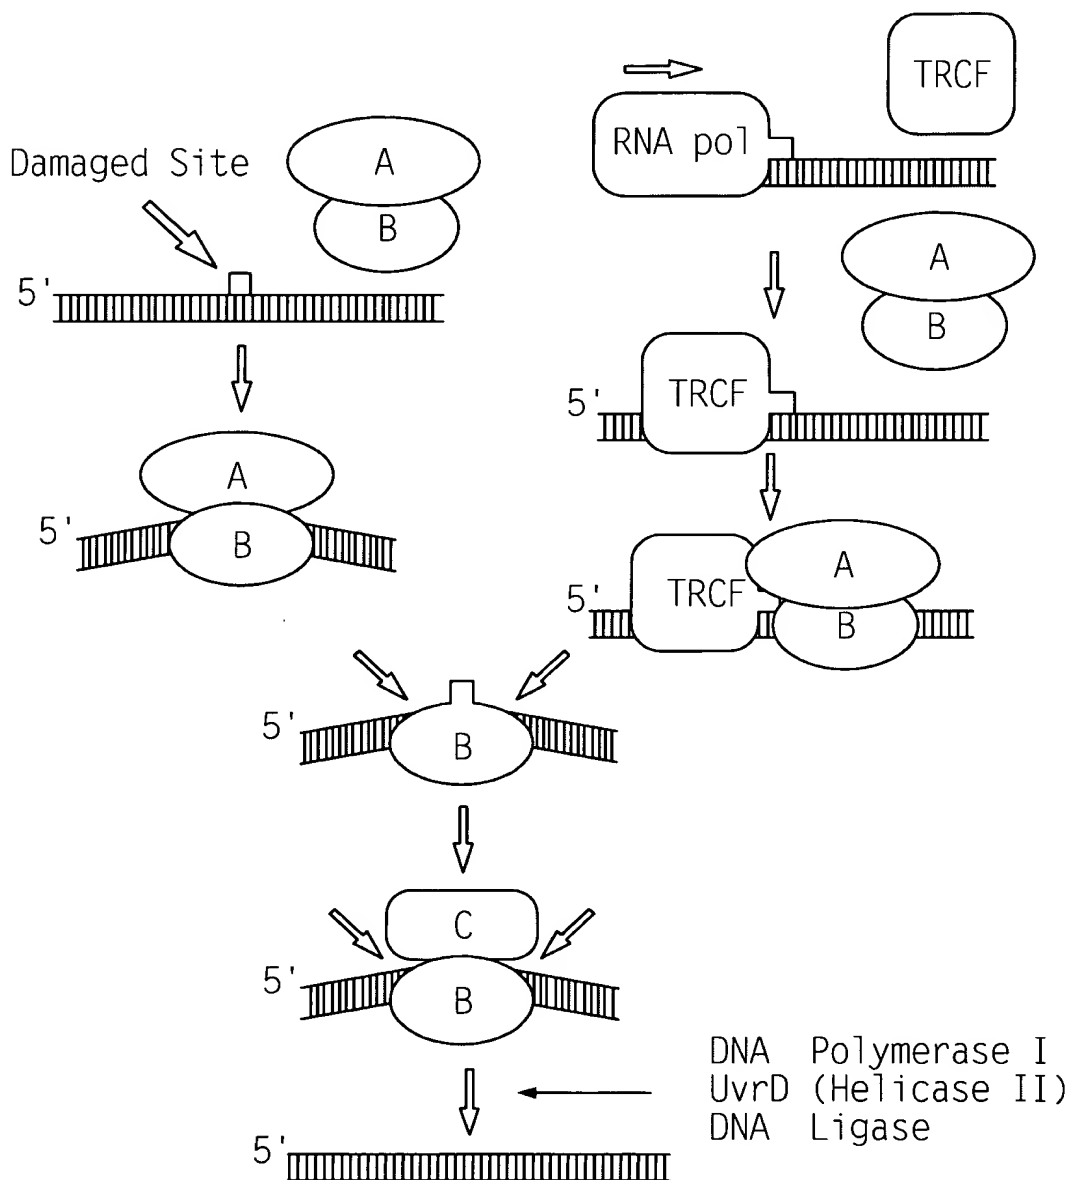 TRCF
RNA pol
Damaged Site
A
B
5'
A
B
TRCF
5'
A
B
5'
TRCF
A
B
5'
5'
B
C
5'
B
DNA Polymerase I
UvrD (Helicase II)
DNA Ligase
5'